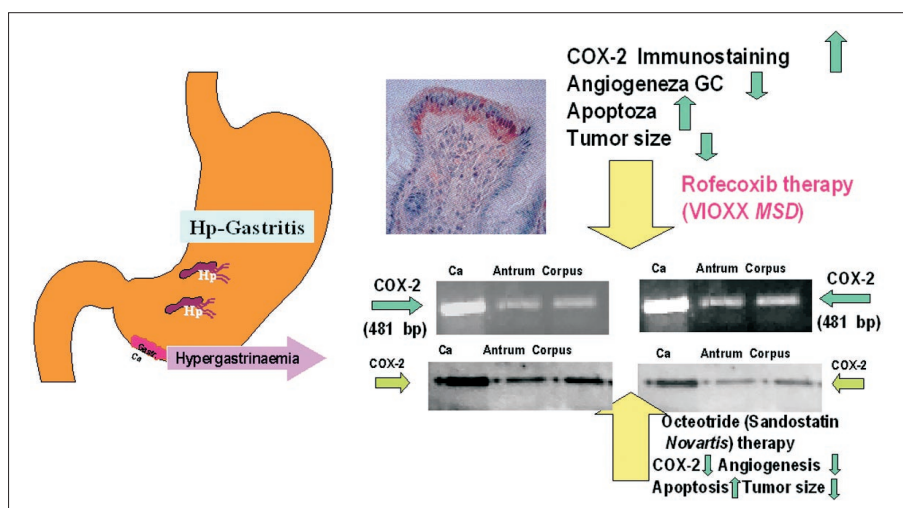 Hp-Gastritis
Hp
Hp
Gastr.
Ca
Hypergastrinaemia
COX-2 Immunostaining
Angiogeneza GC
Apoptoza
Tumor size
Rofecoxib therapy
(VIOXX MSD)
Ca Antrum Corpus
COX-2
(481 bp)
Ca Antrum Corpus
COX-2
(481 bp)
Ca Antrum Corpus
COX-2
Ca Antrum Corpus
COX-2
Octeotride (Sandostatin
Novartis) therapy
COX-2 Angiogenesis
Apoptosis Tumor size